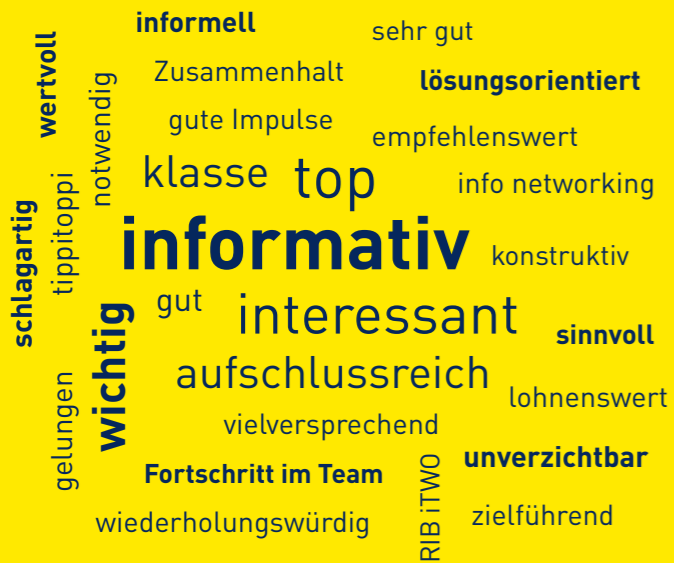 informell
sehr gut
wertvoll
Zusammenhalt
lösungsorientiert
notwendig
gute Impulse
empfehlenswert
klasse
top
info networking
schlagartig
tippitoppi
informativ
konstruktiv
gut
interessant
sinnvoll
wichtig
aufschlussreich
lohnenswert
gelungen
vielversprechend
Fortschritt im Team
unverzichtbar
RIB iTWO
wiederholungswürdig
zielführend